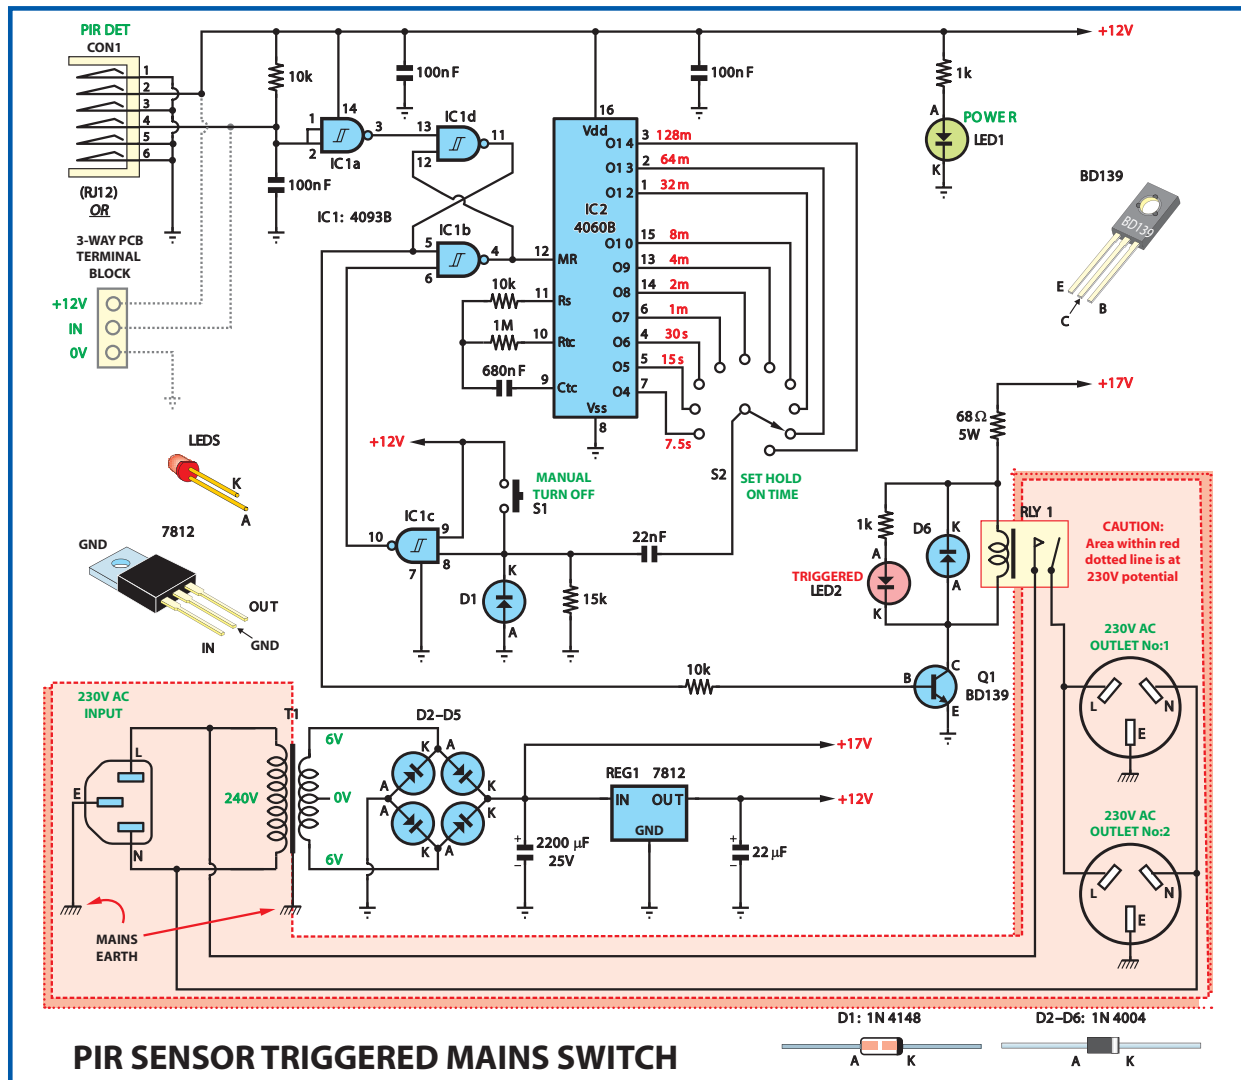 PIR DET
CON1
1
2
3
4
5
6
(RJ12)
OR
3-WAY PCB
TERMINAL
BLOCK
+12V
IN
0V
10k
100nF
14
1
2
3
IC1a
100nF
IC1: 4093B
IC1d
13
12
11
IC1b
5
6
4
12
10k
11
1M
10
680nF
9
16
Vdd
IC2
4060B
MR
Rs
Rtc
Ctc
Vss
8
O14
O13
O12
O10
O9
O8
O7
O6
O5
O4
3 128m
2 64m
1 32m
15 8m
13 4m
14 2m
6 1m
4 30s
5 15s
7
7.5s
100nF
+12V
1k
A
POWER
LED1
K
BD139
BD139
E
C
B
+17V
68Ω
5W
S2
SET HOLD
ON TIME
+12V
MANUAL
TURN OFF
S1
IC1c
10
9
8
7
22nF
K
D1
A
15k
LEDS
K
A
7812
GND
OUT
GND
IN
1k
A
TRIGGERED
LED2
K
D6
K
A
RLY 1
CAUTION:
Area within red
dotted line is at
230V potential
10k
B
C
E
Q1
BD139
230V AC
OUTLET No:1
L
N
E
230V AC
OUTLET No:2
L
N
E
230V AC
INPUT
L
E
N
T1
240V
6V
0V
6V
D2–D5
K
A
A
K
A
K
K
A
+17V
REG1 7812
IN
OUT
GND
+12V
+
2200 µF
25V
–
+
22 µF
–
MAINS
EARTH
D1: 1N4148
A
K
D2–D6: 1N4004
A
K
PIR SENSOR TRIGGERED MAINS SWITCH